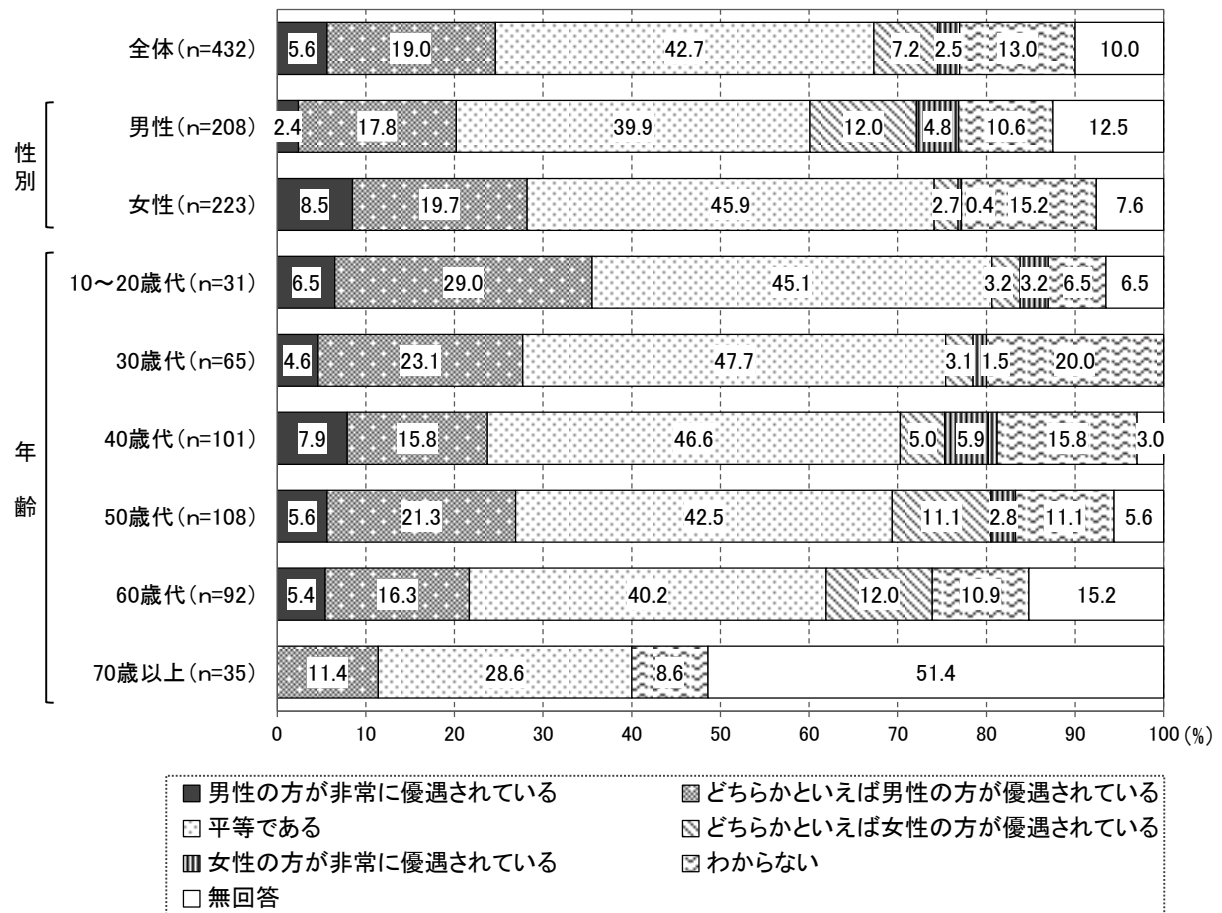 全体(n=432) 5.6 19.0 42.7 7.2 2.5 13.0 10.0
性別
男性(n=208) 2.4 17.8 39.9 12.0 4.8 10.6 12.5
女性(n=223) 8.5 19.7 45.9 2.7 0.4 15.2 7.6
年齢
10～20歳代(n=31) 6.5 29.0 45.1 3.2 3.2 6.5 6.5
30歳代(n=65) 4.6 23.1 47.7 3.1 1.5 20.0
40歳代(n=101) 7.9 15.8 46.6 5.0 5.9 15.8 3.0
50歳代(n=108) 5.6 21.3 42.5 11.1 2.8 11.1 5.6
60歳代(n=92) 5.4 16.3 40.2 12.0 10.9 15.2
70歳以上(n=35) 11.4 28.6 8.6 51.4
0 10 20 30 40 50 60 70 80 90 100 (%)
男性の方が非常に優遇されている どちらかといえば男性の方が優遇されている
平等である どちらかといえば女性の方が優遇されている
女性の方が非常に優遇されている わからない
無回答